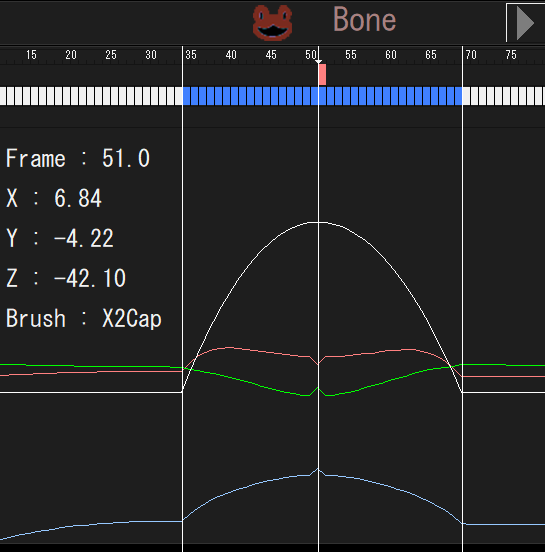 Bone
15 20 25 30 35 40 45 50 55 60 65 70 75
Frame : 51.0
X : 6.84
Y : -4.22
Z : -42.10
Brush : X2Cap